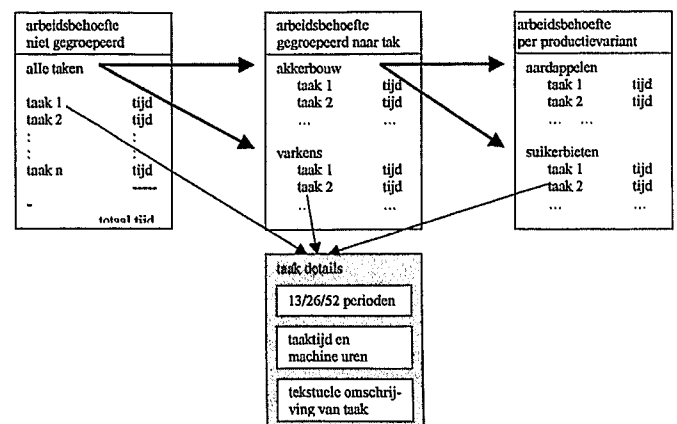 arbeidsbehoefte
niet gegroepeerd
alle taken
taak 1 tijd
taak 2 tijd
: :
: :
taak n tijd
totaal tijd
arbeidsbehoefte
gegroepeerd naar tak
akkerbouw
taak 1 tijd
taak 2 tijd
... ...
varkens
taak 1 tijd
taak 2 tijd
... ...
arbeidsbehoefte
per productievariant
aardappelen
taak 1 tijd
taak 2 tijd
... ...
suikerbieten
taak 1 tijd
taak 2 tijd
... ...
taak details
13/26/52 perioden
taaktijd en
machine uren
tekstuele omschrij-
ving van taak